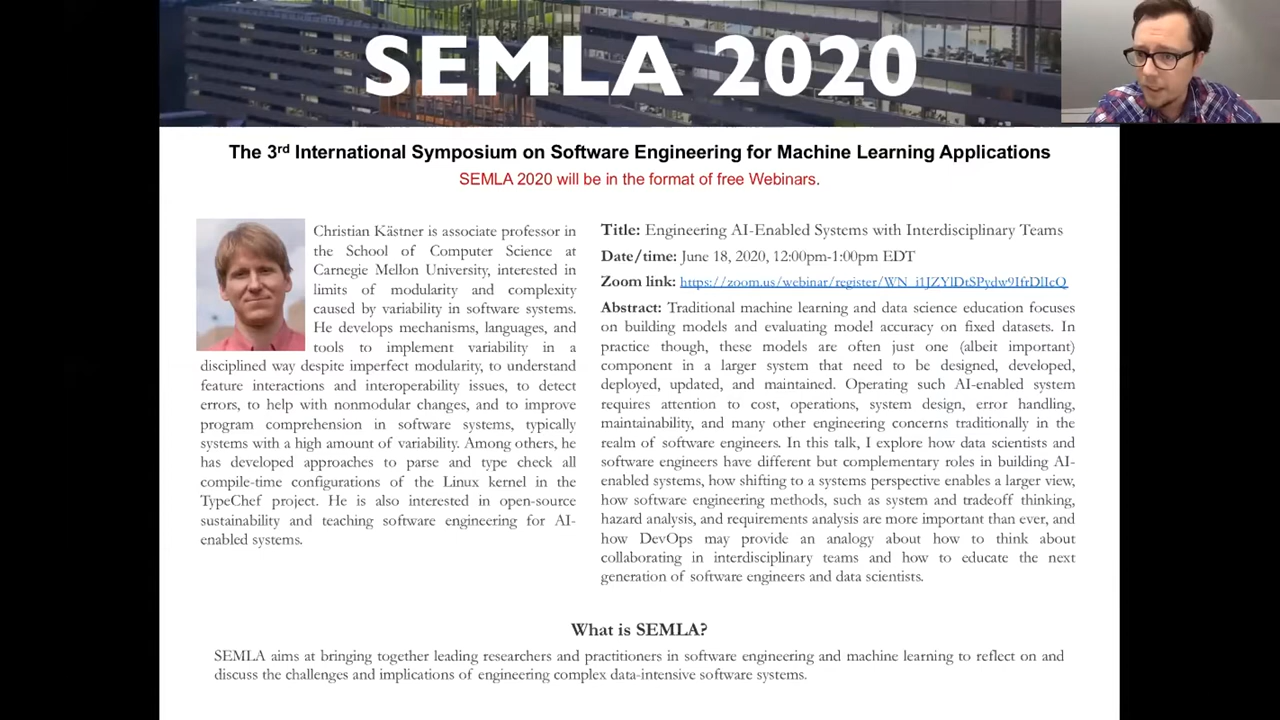 SEMLA 2020
The 3rd International Symposium on Software Engineering for Machine Learning Applications
SEMLA 2020 will be in the format of free Webinars.
Christian Kästner is associate professor in
the School of Computer Science at
Carnegie Mellon University, interested in
limits of modularity and complexity
caused by variability in software systems.
He develops mechanisms, languages, and
tools to implement variability in a
disciplined way despite imperfect modularity, to understand
feature interactions and interoperability issues, to detect
errors, to help with nonmodular changes, and to improve
program comprehension in software systems, typically
systems with a high amount of variability. Among others, he
has developed approaches to parse and type check all
compile-time configurations of the Linux kernel in the
TypeChef project. He is also interested in open-source
sustainability and teaching software engineering for AI-
enabled systems.
Title: Engineering AI-Enabled Systems with Interdisciplinary Teams
Date/time: June 18, 2020, 12:00pm-1:00pm EDT
Zoom link: https://zoom.us/webinar/register/WN_i1JZYlDtSPydw9IfrDlIcQ
Abstract: Traditional machine learning and data science education focuses
on building models and evaluating model accuracy on fixed datasets. In
practice though, these models are often just one (albeit important)
component in a larger system that need to be designed, developed,
deployed, updated, and maintained. Operating such AI-enabled system
requires attention to cost, operations, system design, error handling,
maintainability, and many other engineering concerns traditionally in the
realm of software engineers. In this talk, I explore how data scientists and
software engineers have different but complementary roles in building AI-
enabled systems, how shifting to a systems perspective enables a larger view,
how software engineering methods, such as system and tradeoff thinking,
hazard analysis, and requirements analysis are more important than ever, and
how DevOps may provide an analogy about how to think about
collaborating in interdisciplinary teams and how to educate the next
generation of software engineers and data scientists.
What is SEMLA?
SEMLA aims at bringing together leading researchers and practitioners in software engineering and machine learning to reflect on and
discuss the challenges and implications of engineering complex data-intensive software systems.